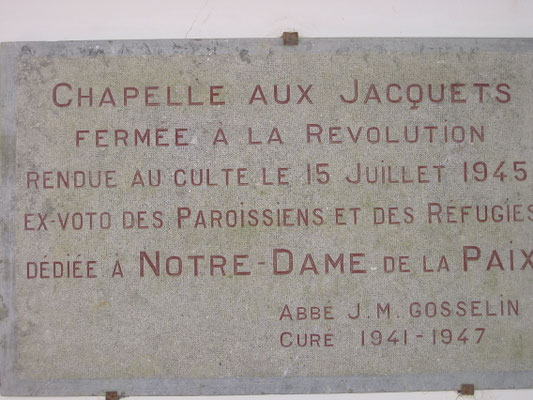 CHAPELLE AUX JACQUETS
FERMEE À LA REVOLUTION
RENDUE AU CULTE LE 15 JUILLET 1945
EX-VOTO DES PAROISSIENS ET DES RÉFUGIÉS
DÉDIÉE À NOTRE-DAME DE LA PAIX
ABBÉ J.M. GOSSELIN
CURÉ 1941-1947